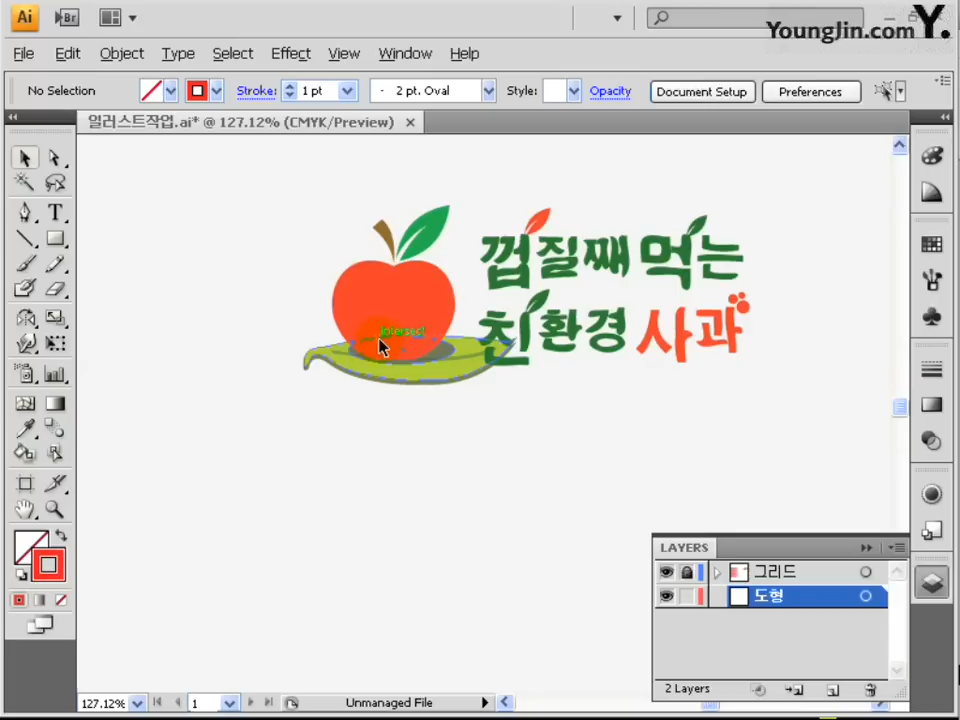 Ai
Br
YoungJin.com Y.
File Edit Object Type Select Effect View Window Help
No Selection Stroke: 1 pt 2 pt. Oval Style: Opacity Document Setup Preferences
일러스트작업.ai* @ 127.12% (CMYK/Preview)
껍질째 먹는
친환경 사과
intersect
LAYERS
그리드
도형
2 Layers
127.12% 1 Unmanaged File